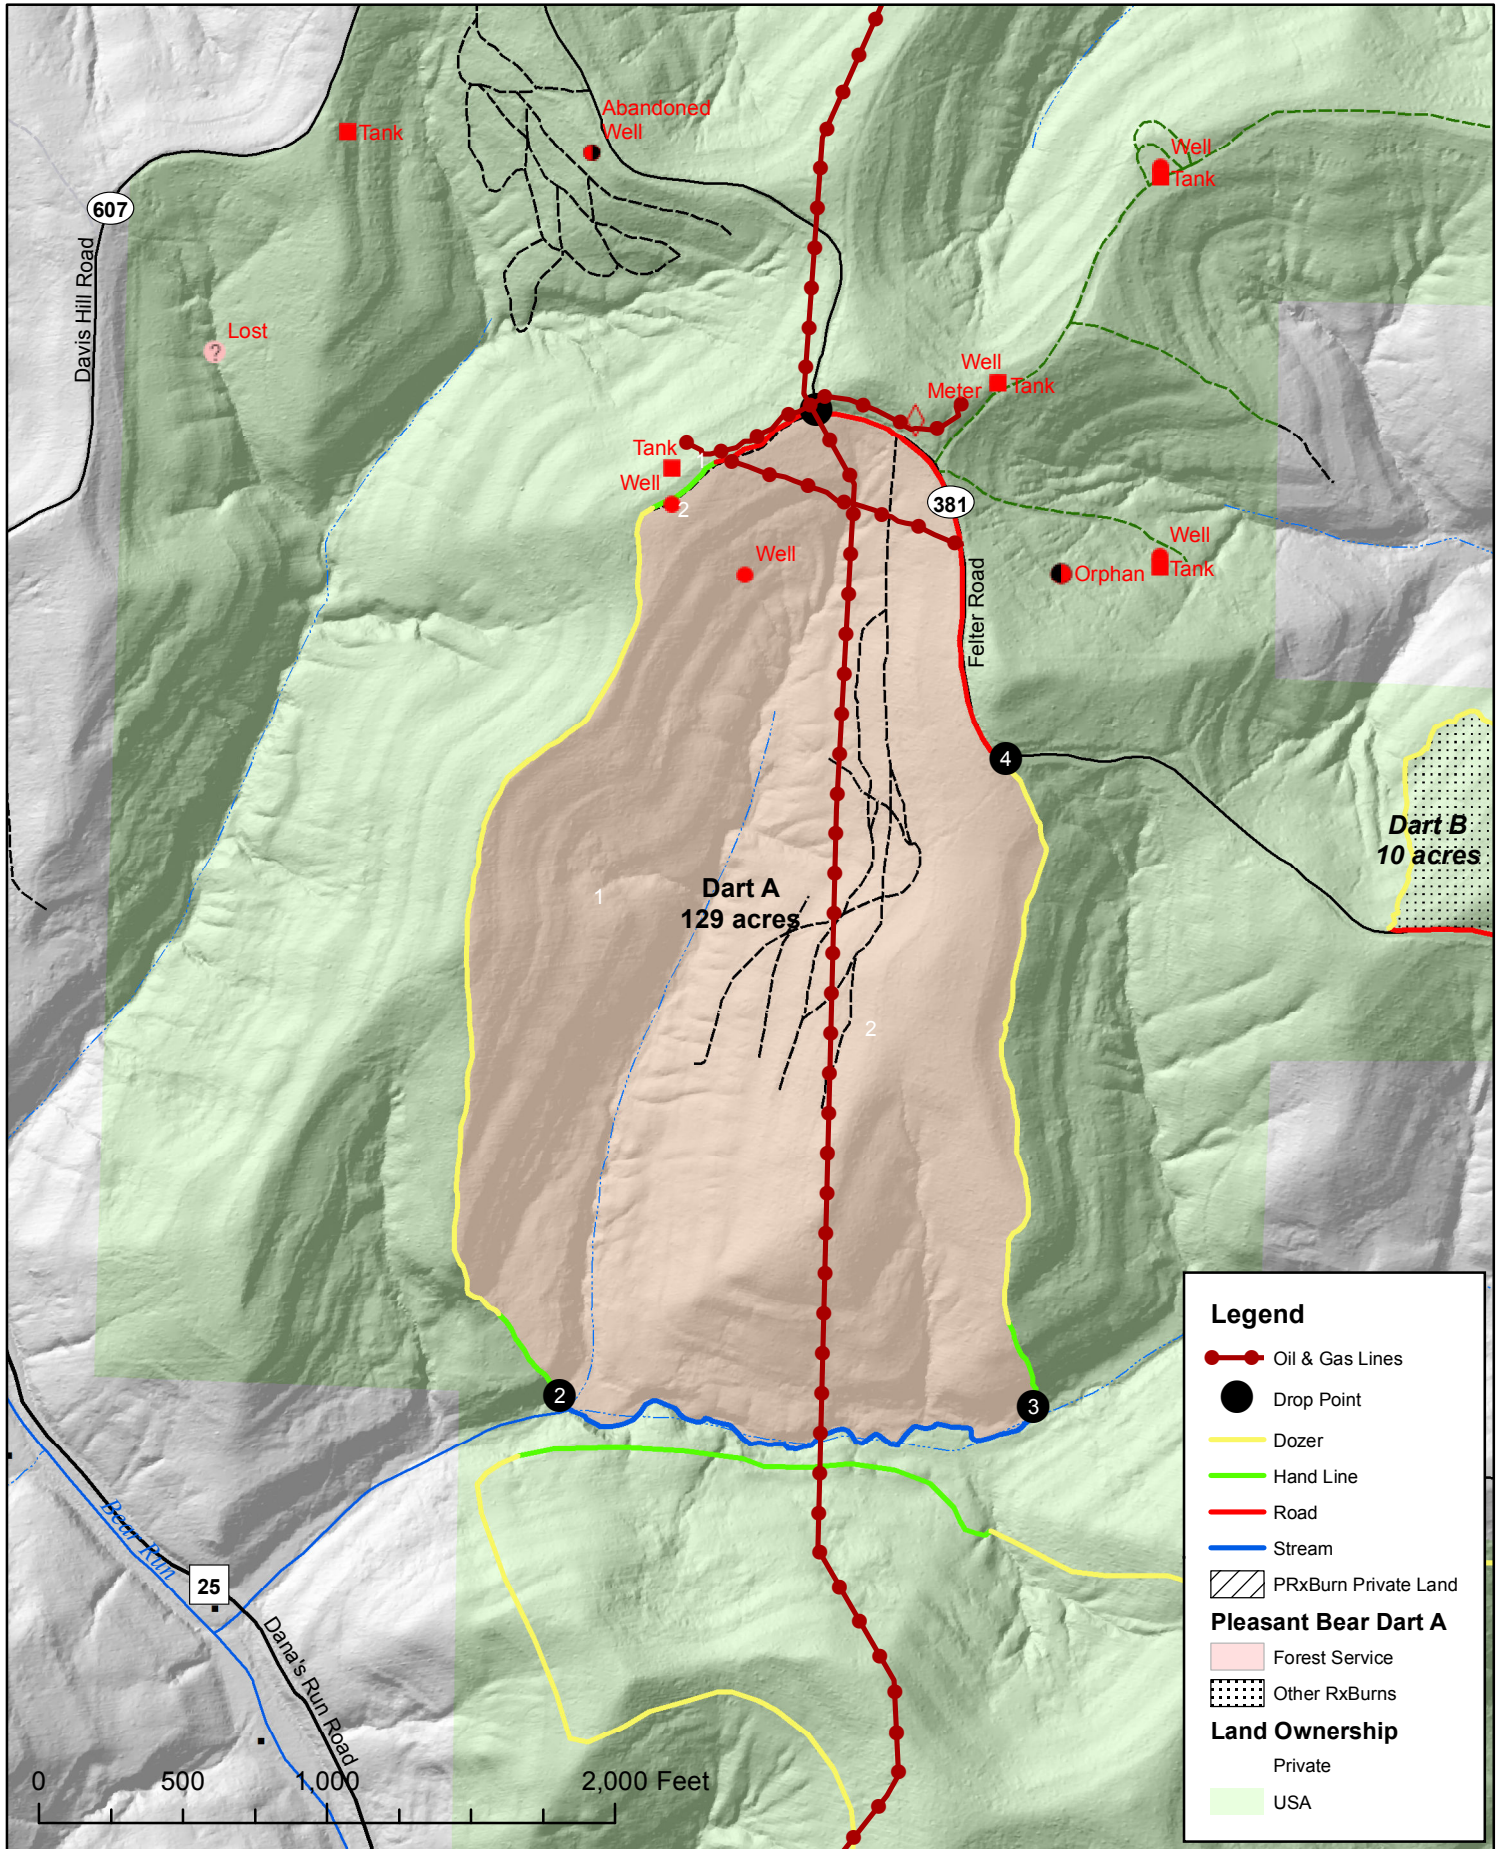 Abandoned
Well
Tank
Well
Tank
607
Davis Hill Road
Lost
?
Well
Meter
Tank
Tank
1
Well
2
381
Well
Well
Orphan
Tank
Felter Road
4
Dart B
10 acres
1
Dart A
129 acres
2
2
3
Bear Run
25
Dana's Run Road
0
500
1,000
2,000 Feet
Legend
Oil & Gas Lines
Drop Point
Dozer
Hand Line
Road
Stream
PRxBurn Private Land
Pleasant Bear Dart A
Forest Service
Other RxBurns
Land Ownership
Private
USA